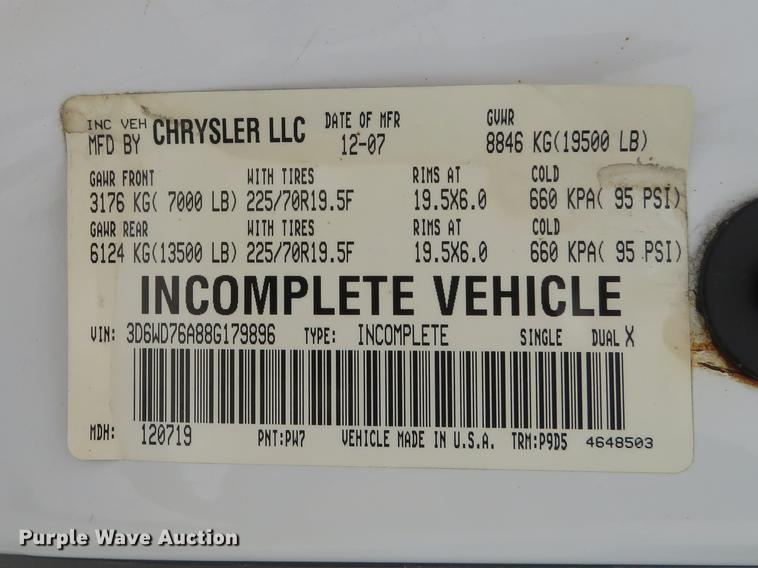 INC VEH
MFD BY CHRYSLER LLC DATE OF MFR 12-07 GVWR 8846 KG(19500 LB)
GAWR FRONT WITH TIRES RIMS AT COLD
3176 KG( 7000 LB) 225/70R19.5F 19.5X6.0 660 KPA( 95 PSI)
GAWR REAR WITH TIRES RIMS AT COLD
6124 KG(13500 LB) 225/70R19.5F 19.5X6.0 660 KPA( 95 PSI)
INCOMPLETE VEHICLE
VIN: 3D6WD76A88G179896 TYPE: INCOMPLETE SINGLE DUAL X
MDH: 120719 PNT:PW7 VEHICLE MADE IN U.S.A. TRM:P9D5 4648503
Purple Wave Auction